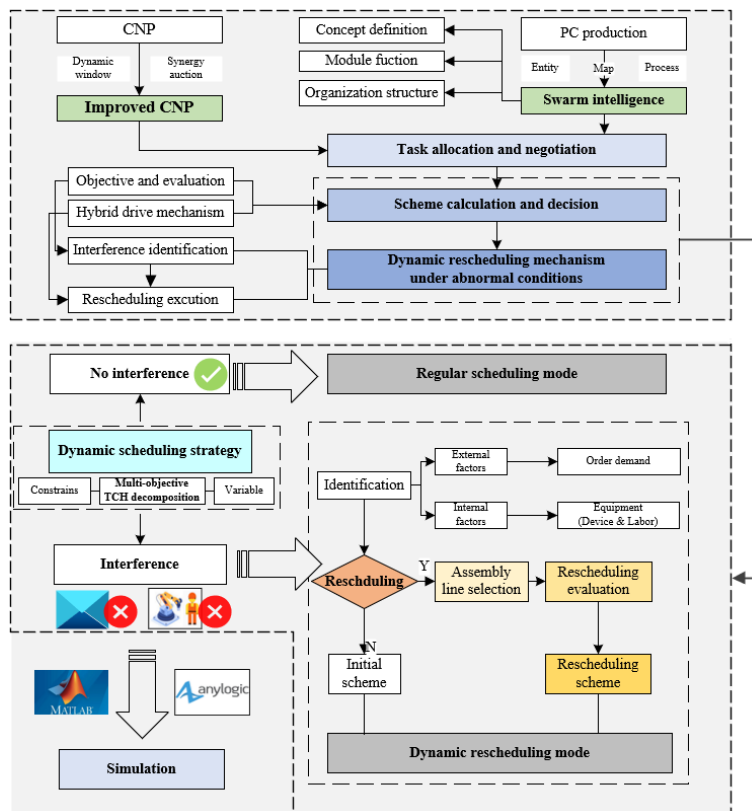 CNP
Dynamic
window
Synergy
auction
Improved CNP
Concept definition
Module fuction
Organization structure
PC production
Entity
Map
Process
Swarm intelligence
Task allocation and negotiation
Objective and evaluation
Hybrid drive mechanism
Interference identification
Rescheduling excution
Scheme calculation and decision
Dynamic rescheduling mechanism
under abnormal conditions
No interference
Regular scheduling mode
Dynamic scheduling strategy
Constrains
Multi-objective
TCH decomposition
Variable
Interference
Identification
External
factors
Order demand
Internal
factors
Equipment
(Device & Labor)
Reschduling
Y
Assembly
line selection
Rescheduling
evaluation
N
Initial
scheme
Rescheduling
scheme
Dynamic rescheduling mode
MATLAB
anylogic
Simulation